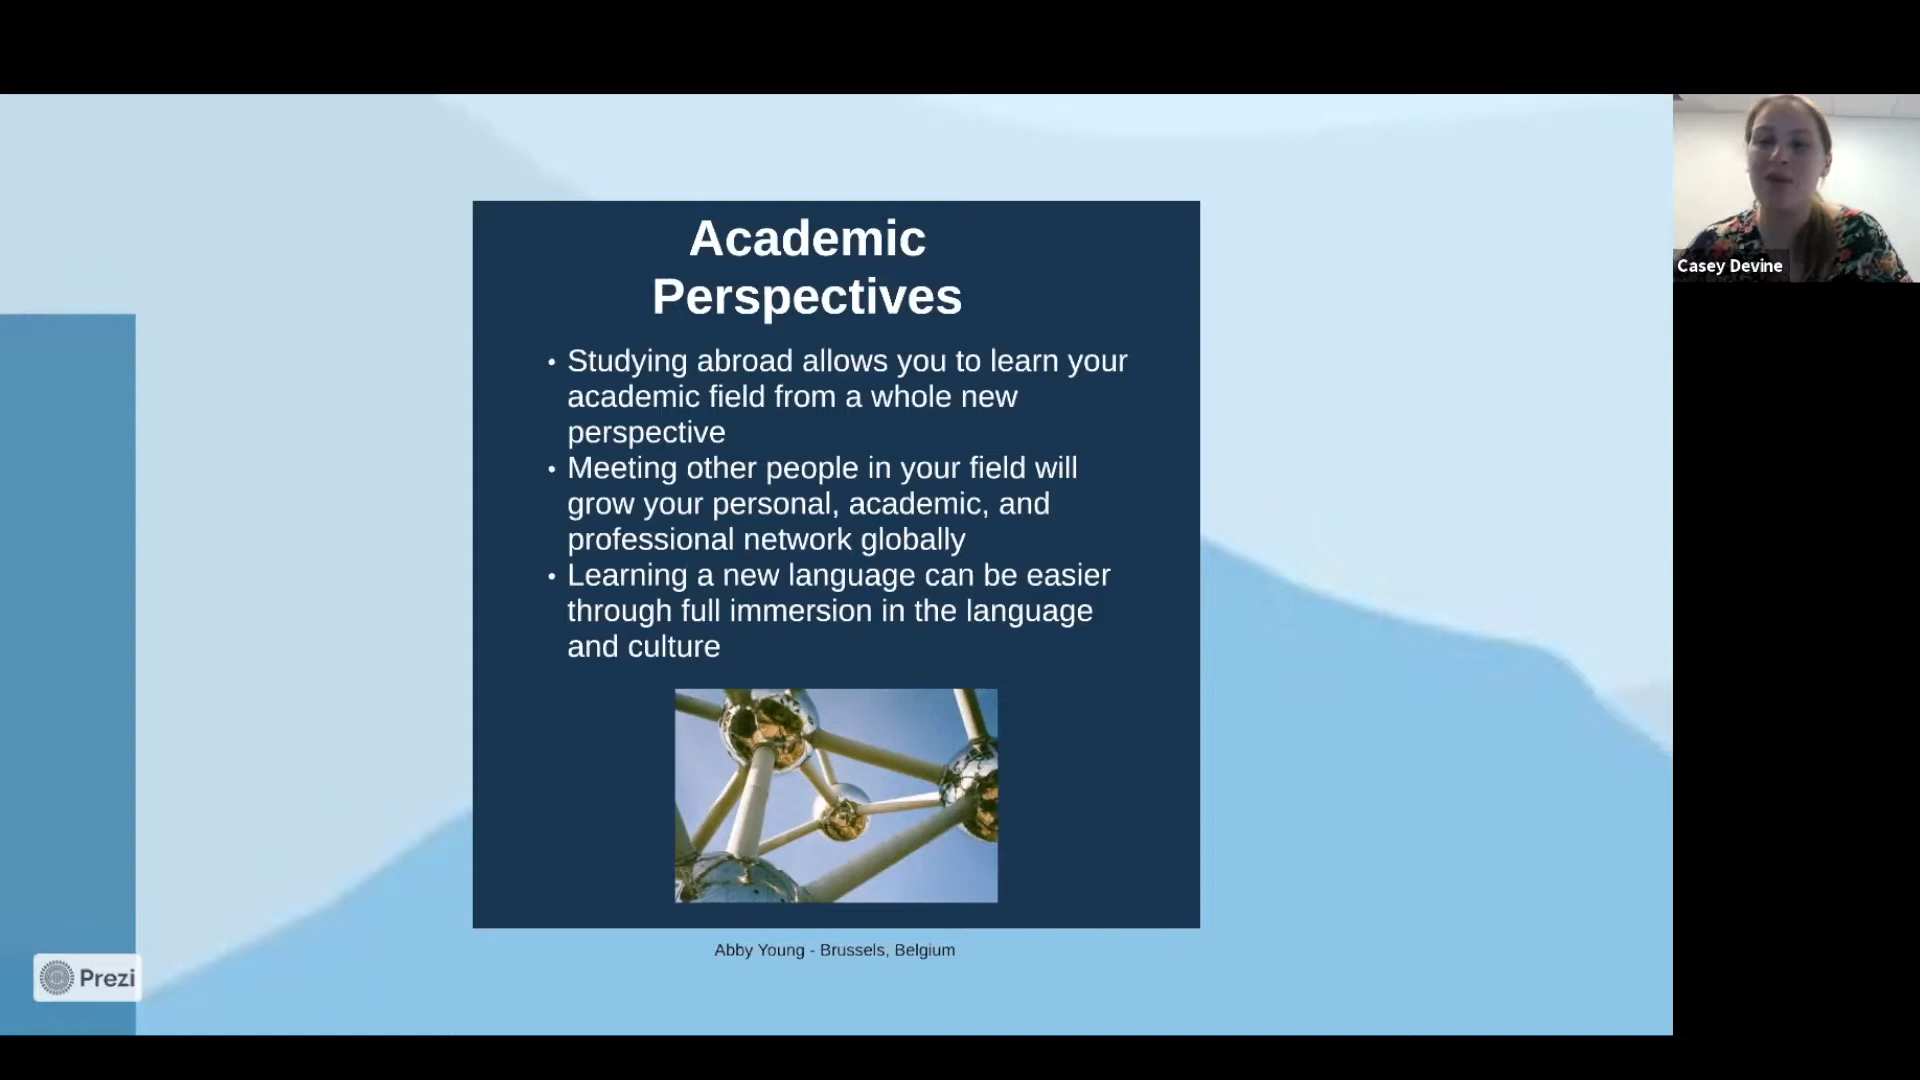 Academic
Perspectives
• Studying abroad allows you to learn your
academic field from a whole new
perspective
• Meeting other people in your field will
grow your personal, academic, and
professional network globally
• Learning a new language can be easier
through full immersion in the language
and culture
Abby Young - Brussels, Belgium
Prezi
Casey Devine